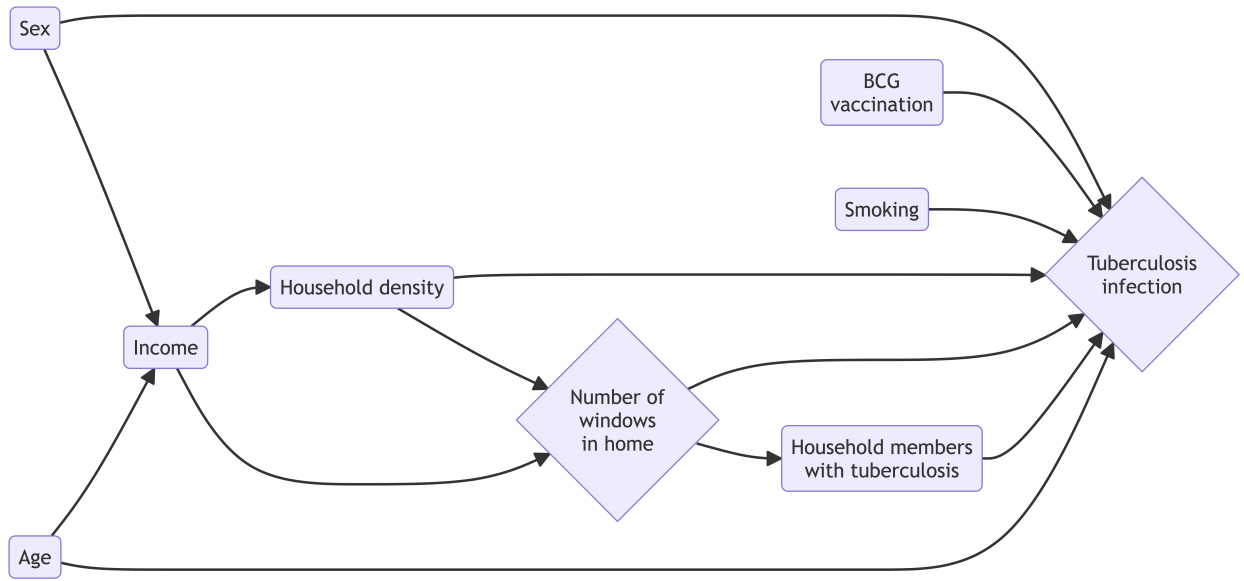 Sex
BCG
vaccination
Smoking
Tuberculosis
infection
Household density
Income
Number of
windows
in home
Household members
with tuberculosis
Age